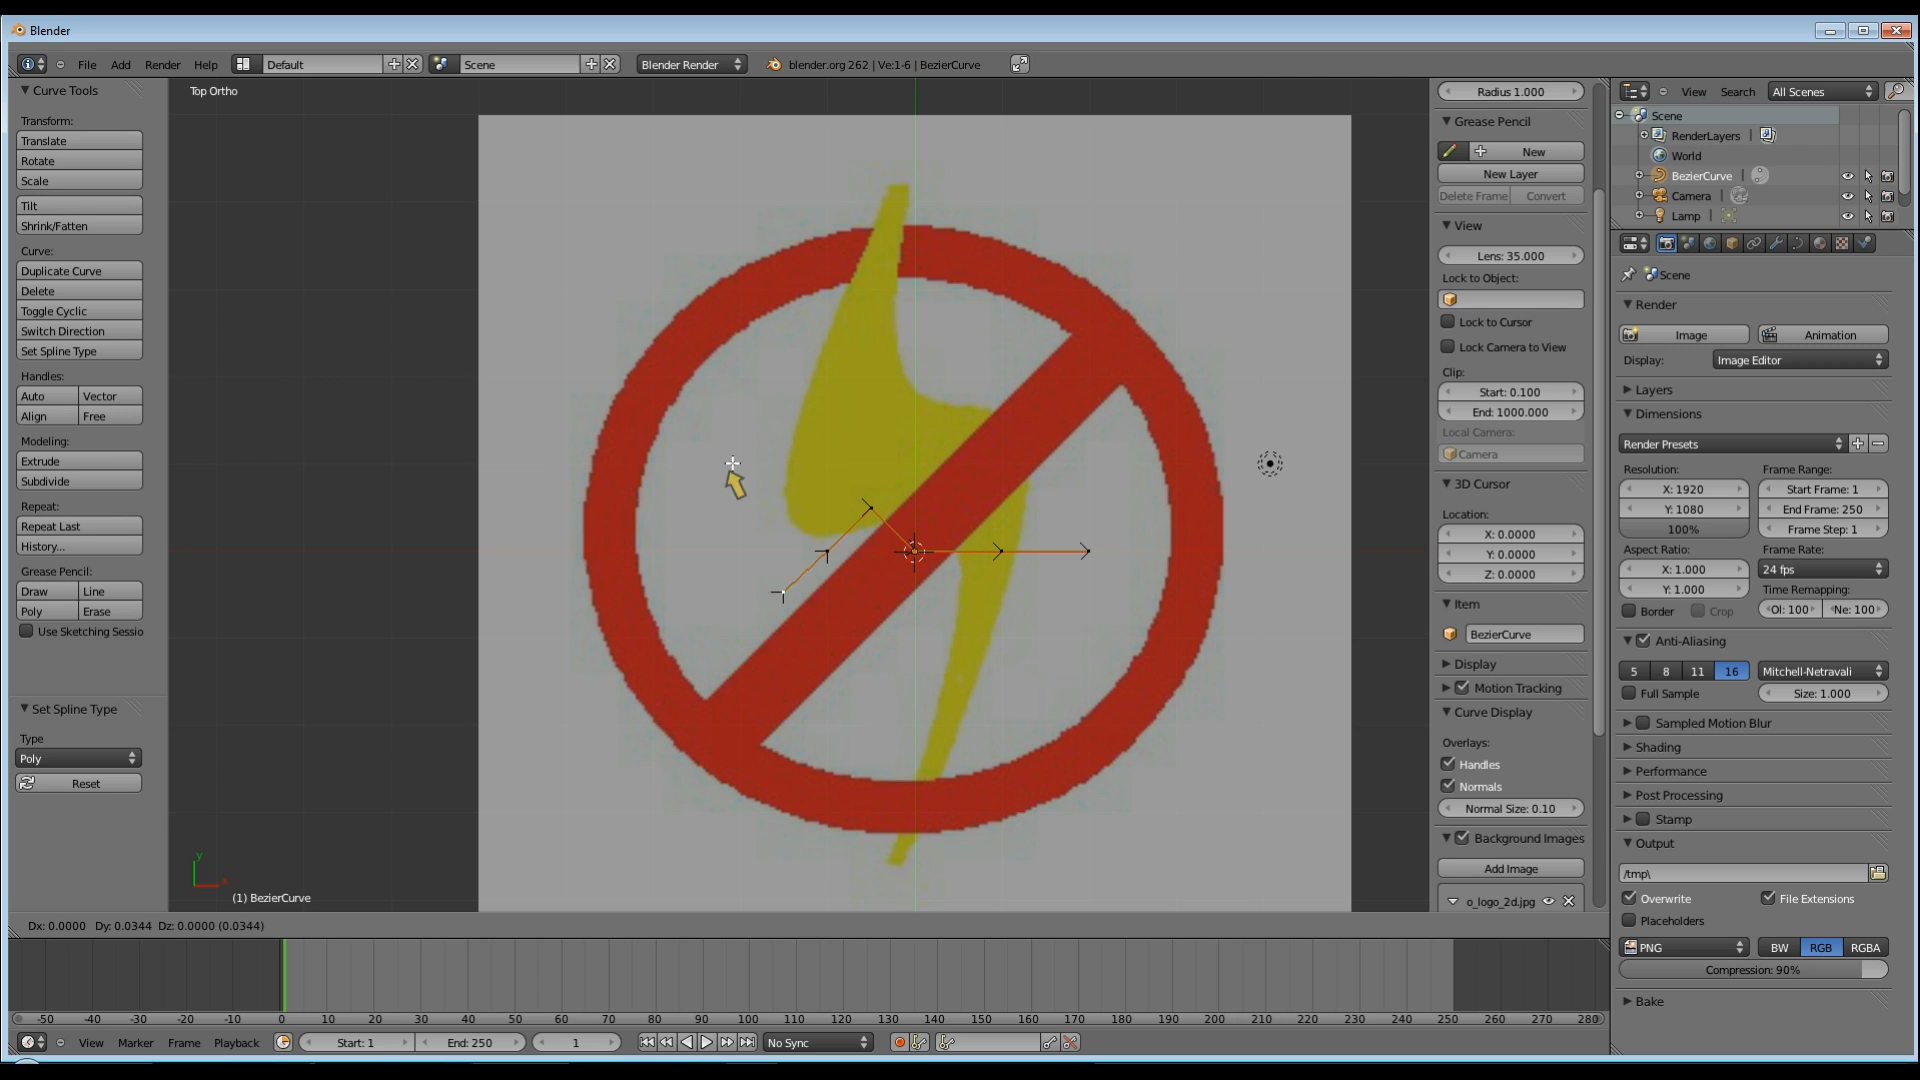 Blender
File Add Render Help Default Scene Blender Render blender.org 262 | Ve:1-6 | BezierCurve
Curve Tools
Transform:
Translate
Rotate
Scale
Tilt
Shrink/Fatten
Curve:
Duplicate Curve
Delete
Toggle Cyclic
Switch Direction
Set Spline Type
Handles:
Auto Vector
Align Free
Modeling:
Extrude
Subdivide
Repeat:
Repeat Last
History...
Grease Pencil:
Draw Line
Poly Erase
Use Sketching Sessio
Set Spline Type
Type
Poly
Reset
Top Ortho
y
x
(1) BezierCurve
Radius 1.000
Grease Pencil
New
New Layer
Delete Frame Convert
View
Lens: 35.000
Lock to Object:
Lock to Cursor
Lock Camera to View
Clip:
Start: 0.100
End: 1000.000
Local Camera:
Camera
3D Cursor
Location:
X: 0.0000
Y: 0.0000
Z: 0.0000
Item
BezierCurve
Display
Motion Tracking
Curve Display
Overlays:
Handles
Normals
Normal Size: 0.10
Background Images
Add Image
o_logo_2d.jpg
View Search All Scenes
Scene
RenderLayers |
World
BezierCurve |
Camera |
Lamp |
Scene
Render
Image Animation
Display: Image Editor
Layers
Dimensions
Render Presets
Resolution: Frame Range:
X: 1920 Start Frame: 1
Y: 1080 End Frame: 250
100% Frame Step: 1
Aspect Ratio: Frame Rate:
X: 1.000 24 fps
Y: 1.000 Time Remapping:
Border Crop Ol: 100 Ne: 100
Anti-Aliasing
5 8 11 16 Mitchell-Netravali
Full Sample Size: 1.000
Sampled Motion Blur
Shading
Performance
Post Processing
Stamp
Output
/tmp\
Overwrite File Extensions
Placeholders
PNG BW RGB RGBA
Compression: 90%
Bake
Dx: 0.0000 Dy: 0.0344 Dz: 0.0000 (0.0344)
-50 -40 -30 -20 -10 0 10 20 30 40 50 60 70 80 90 100 110 120 130 140 150 160 170 180 190 200 210 220 230 240 250 260 270 280
View Marker Frame Playback Start: 1 End: 250 1 No Sync